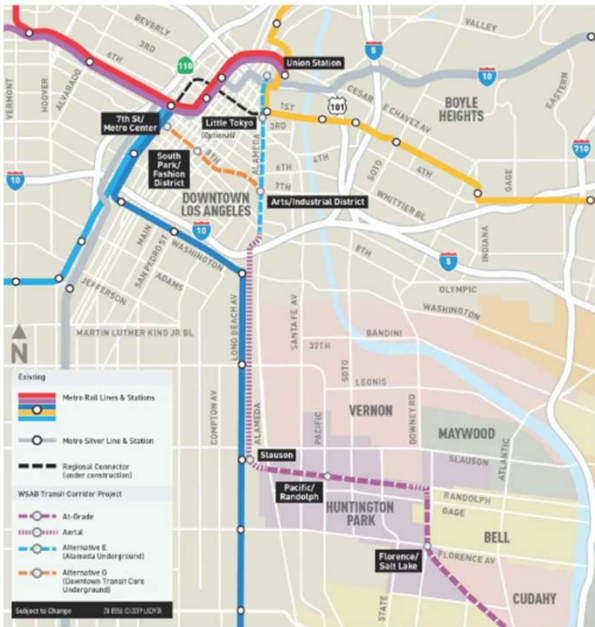 BEVERLY
3RD
6TH
VERMONT
HOOVER
ALVARADO
110
Union Station
5
VALLEY
10
EASTERN
CESAR E CHAVEZ AV
BOYLE
HEIGHTS
101
1ST
3RD
4TH
7th St/
Metro Center
Little Tokyo
(Optional)
ALAMEDA
South
Park/
Fashion
District
8TH
6TH
4TH
7TH
SOTO
4TH
GAGE
710
WHITTIER BL
Arts/Industrial District
DOWNTOWN
LOS ANGELES
10
10
MAIN
SAN PEDRO ST
WASHINGTON
ADAMS
JEFFERSON
8TH
5
INDIANA
OLYMPIC
WASHINGTON
MARTIN LUTHER KING JR BL
N
LONG BEACH AV
SANTA FE AV
BANDINI
37TH
SOTO
LEONIS
COMPTON AV
ALAMEDA
PACIFIC
VERNON
DOWNEY RD
MAYWOOD
ATLANTIC
Slauson
SLAUSON
Pacific/
Randolph
RANDOLPH
HUNTINGTON
PARK
GAGE
BELL
Florence/
Salt Lake
FLORENCE AV
STATE
CUDAHY
Existing
Metro Rail Lines & Stations
Metro Silver Line & Station
Regional Connector
(under construction)
WSAB Transit Corridor Project
At-Grade
Aerial
Alternative E
(Alameda Underground)
Alternative G
(Downtown Transit Core
Underground)
Subject to Change